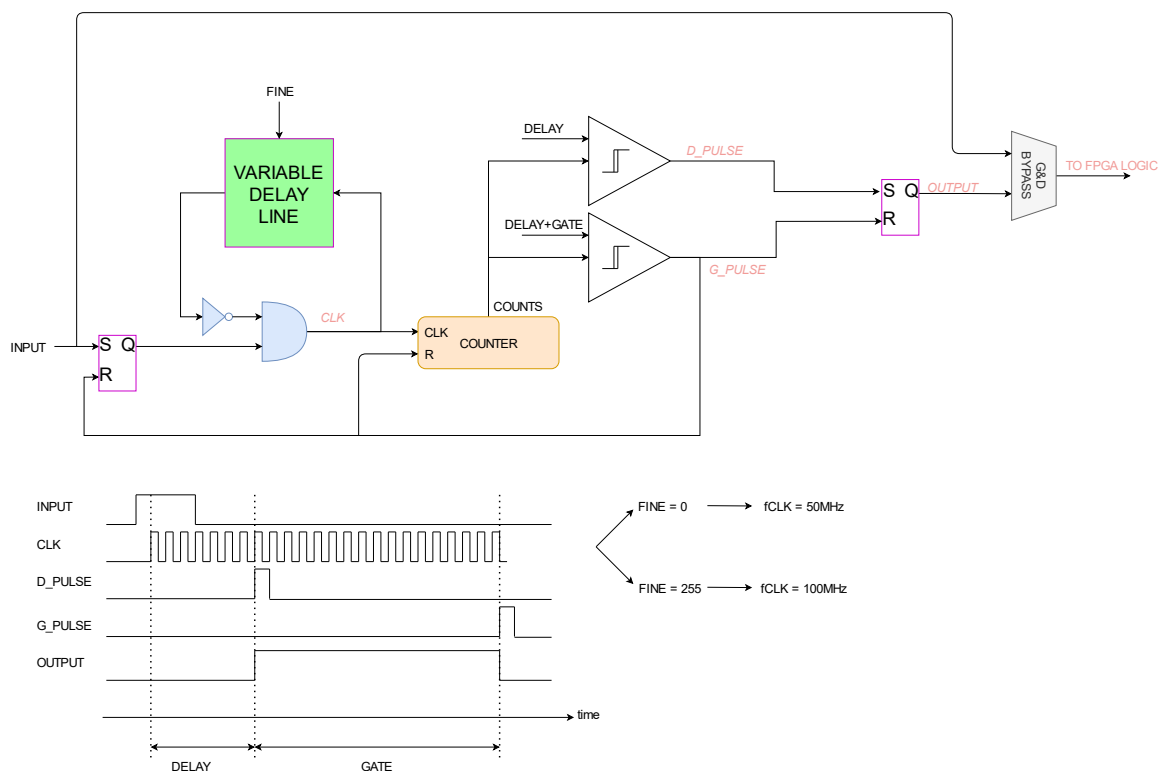 FINE
VARIABLE
DELAY
LINE
DELAY
D_PULSE
G&D
BYPASS
TO FPGA LOGIC
S Q
R
OUTPUT
DELAY+GATE
G_PULSE
COUNTS
CLK
CLK
R
COUNTER
INPUT
S Q
R
INPUT
CLK
D_PULSE
G_PULSE
OUTPUT
time
DELAY
GATE
FINE = 0
fCLK = 50MHz
FINE = 255
fCLK = 100MHz